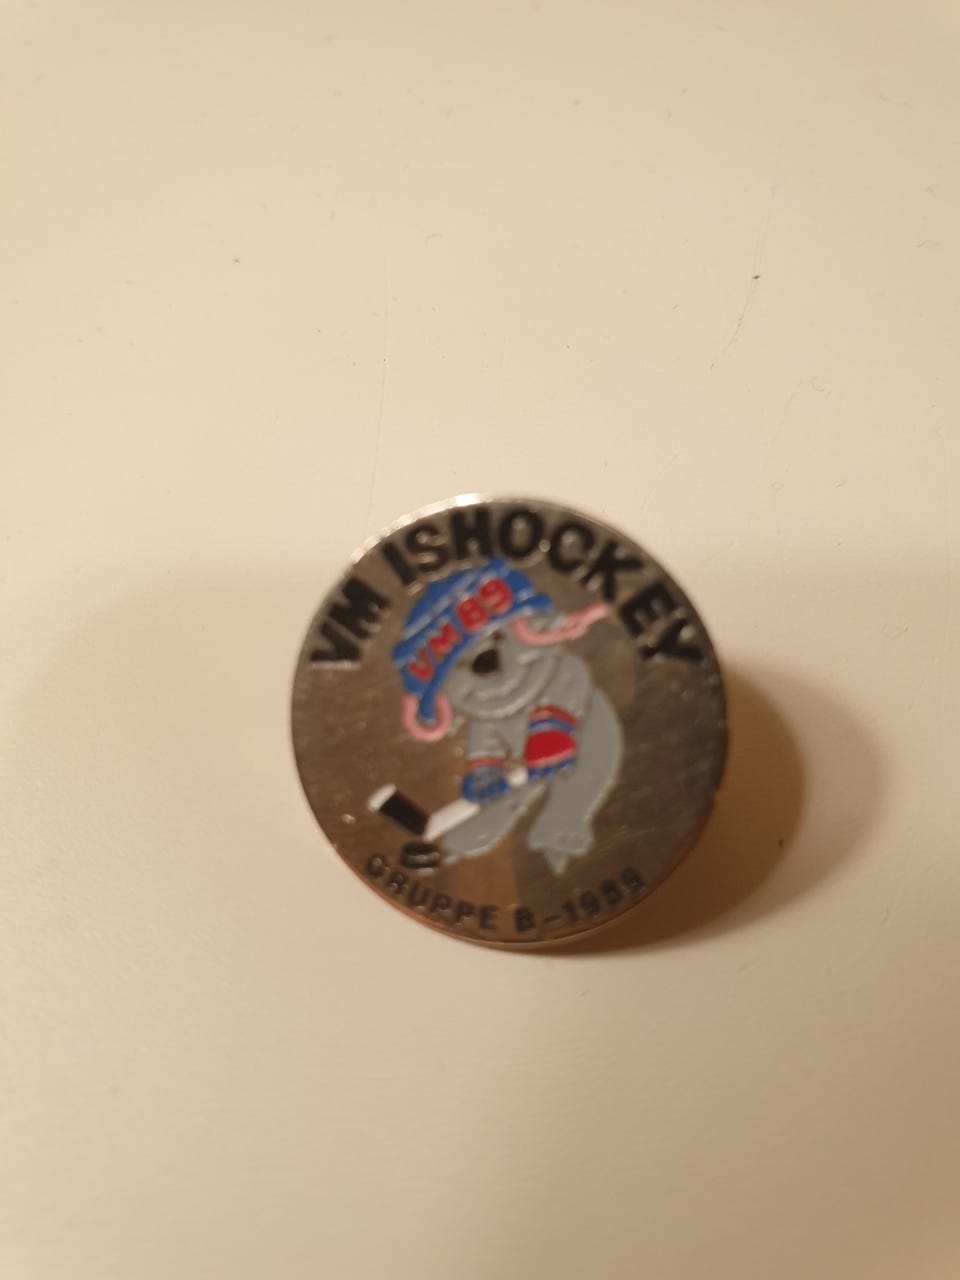 VM ISHOCKEY
VM 89
GRUPPE B-1989